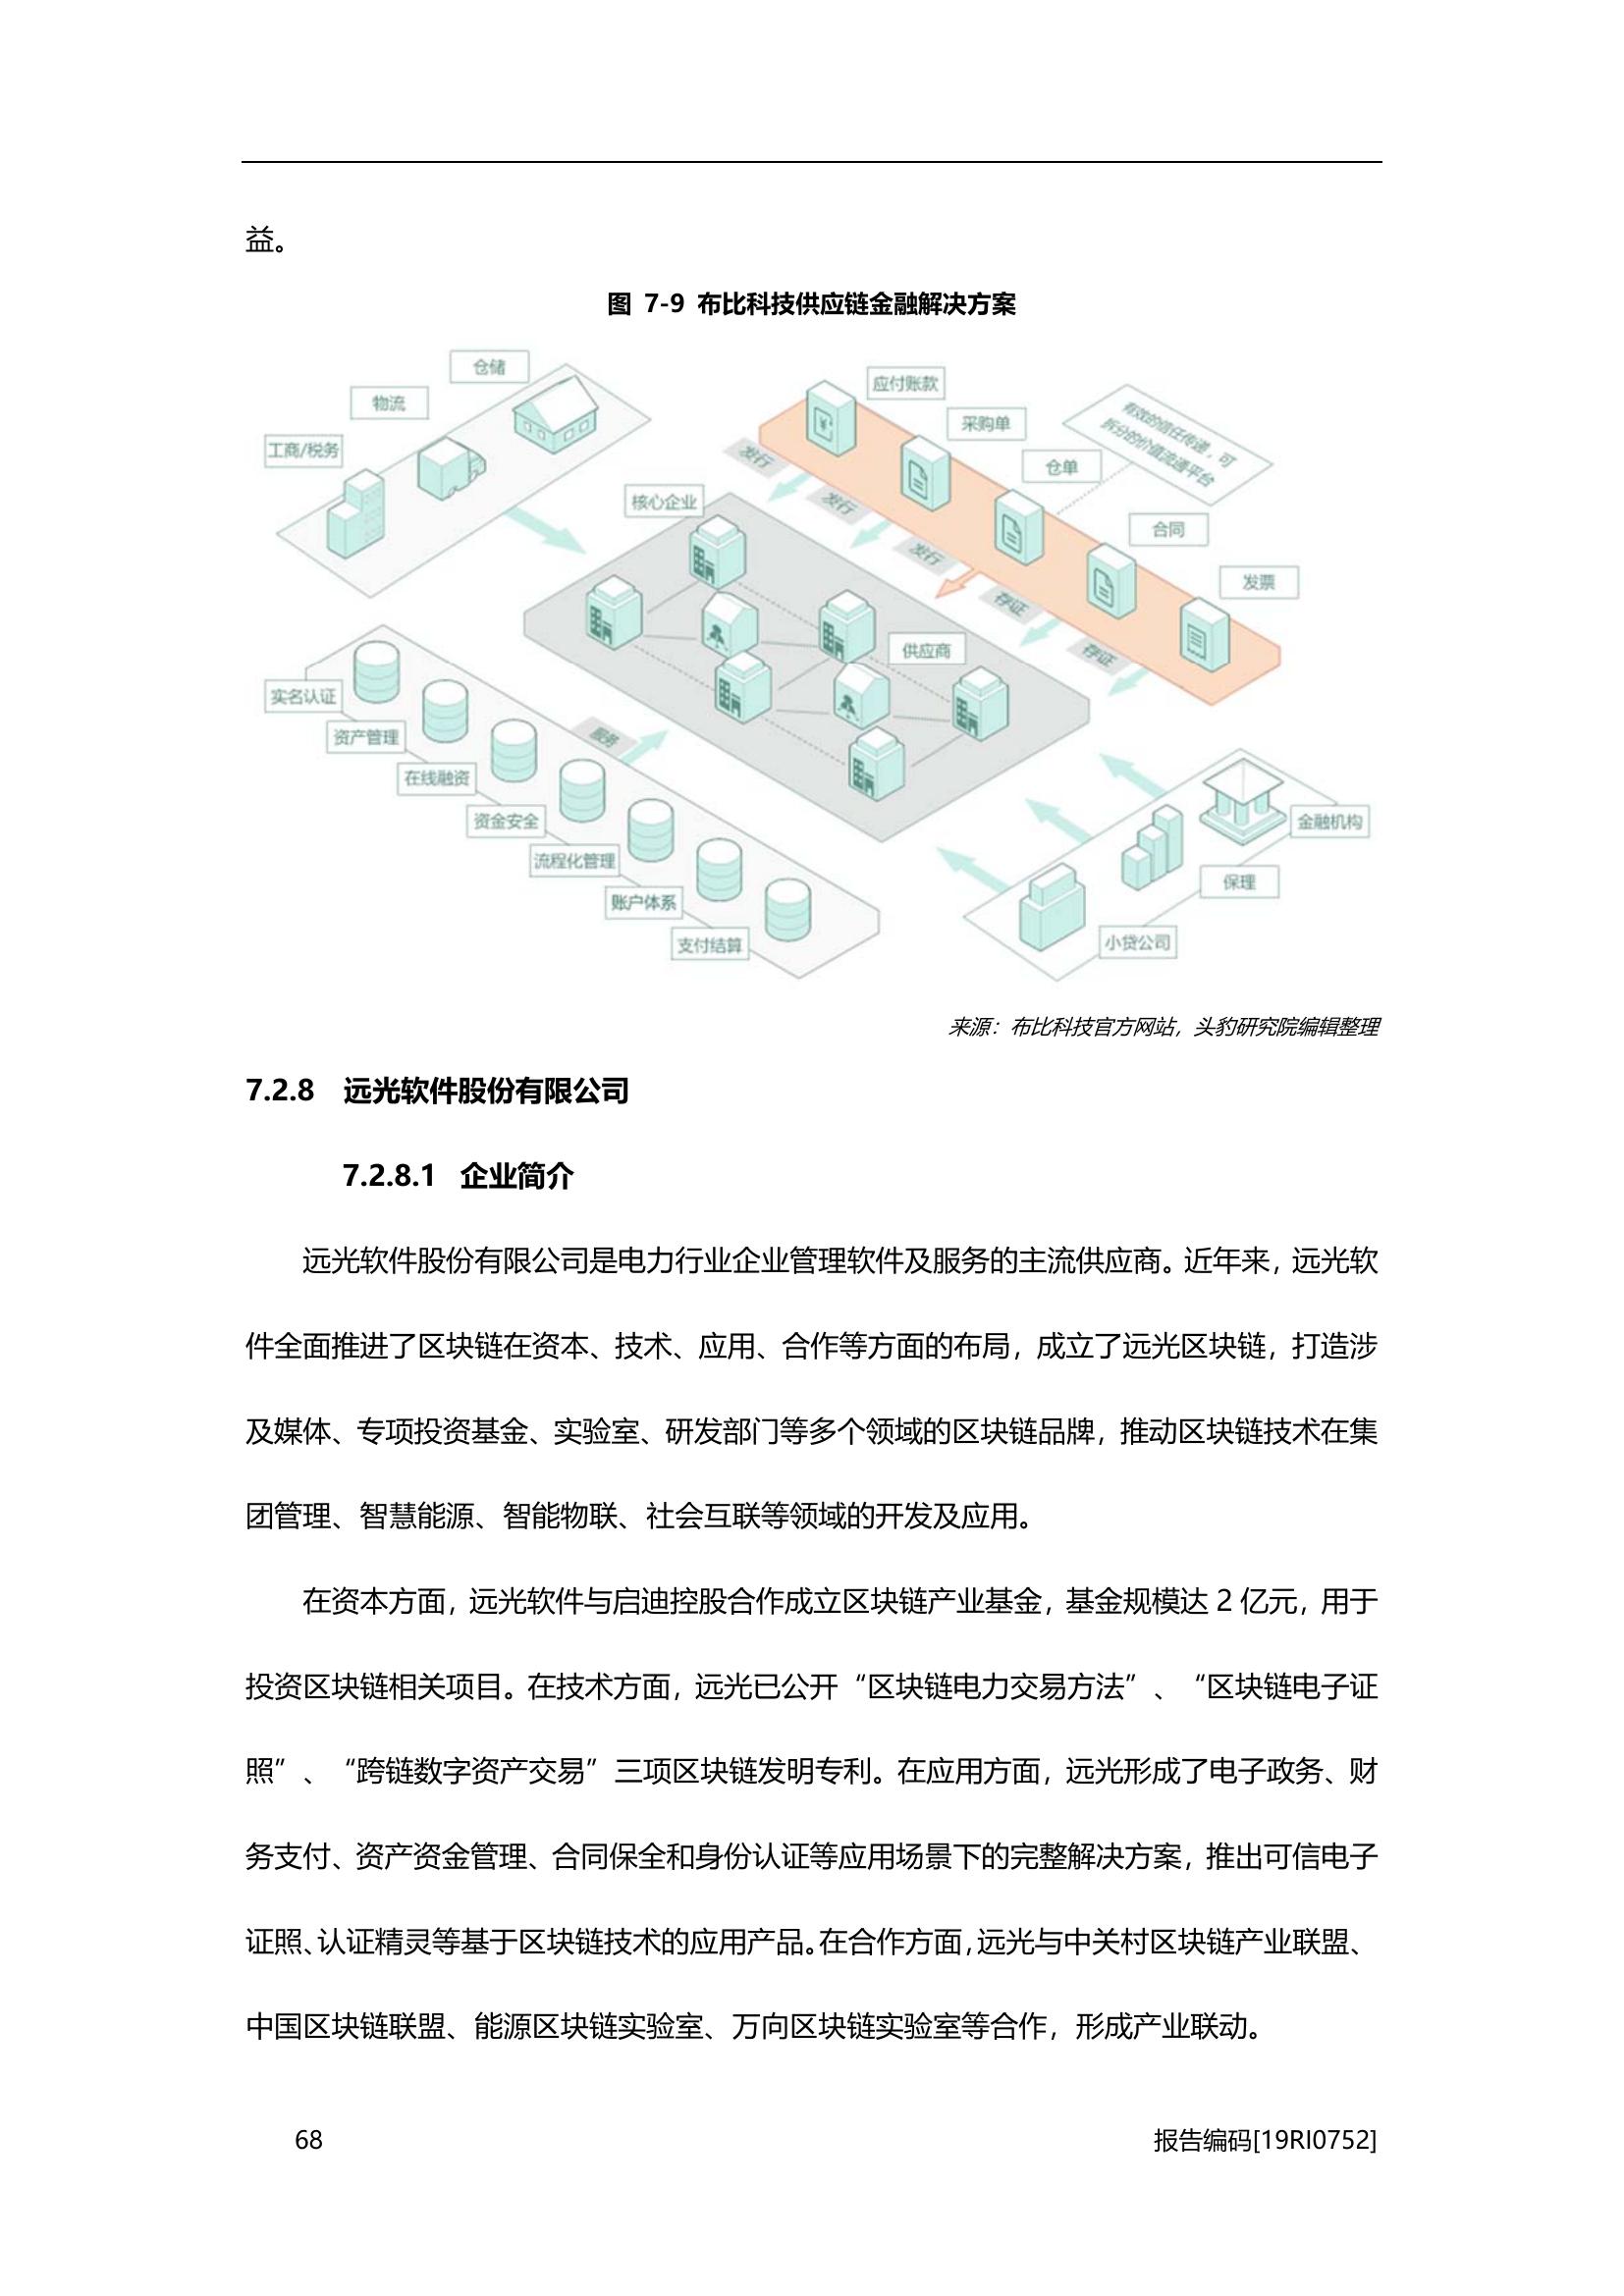 益。
图 7-9 布比科技供应链金融解决方案
仓储
物流
工商/税务
应付账款
采购单
仓单
合同
发票
有效的信任传递，可
拆分的价值流通平台
发行
发行
发行
存证
存证
核心企业
供应商
服务
实名认证
资产管理
在线融资
资金安全
流程化管理
账户体系
支付结算
金融机构
保理
小贷公司
来源：布比科技官方网站，头豹研究院编辑整理
7.2.8 远光软件股份有限公司
7.2.8.1 企业简介
远光软件股份有限公司是电力行业企业管理软件及服务的主流供应商。近年来，远光软
件全面推进了区块链在资本、技术、应用、合作等方面的布局，成立了远光区块链，打造涉
及媒体、专项投资基金、实验室、研发部门等多个领域的区块链品牌，推动区块链技术在集
团管理、智慧能源、智能物联、社会互联等领域的开发及应用。
在资本方面，远光软件与启迪控股合作成立区块链产业基金，基金规模达 2 亿元，用于
投资区块链相关项目。在技术方面，远光已公开“区块链电力交易方法”、“区块链电子证
照”、“跨链数字资产交易”三项区块链发明专利。在应用方面，远光形成了电子政务、财
务支付、资产资金管理、合同保全和身份认证等应用场景下的完整解决方案，推出可信电子
证照、认证精灵等基于区块链技术的应用产品。在合作方面，远光与中关村区块链产业联盟、
中国区块链联盟、能源区块链实验室、万向区块链实验室等合作，形成产业联动。
68
报告编码[19RI0752]